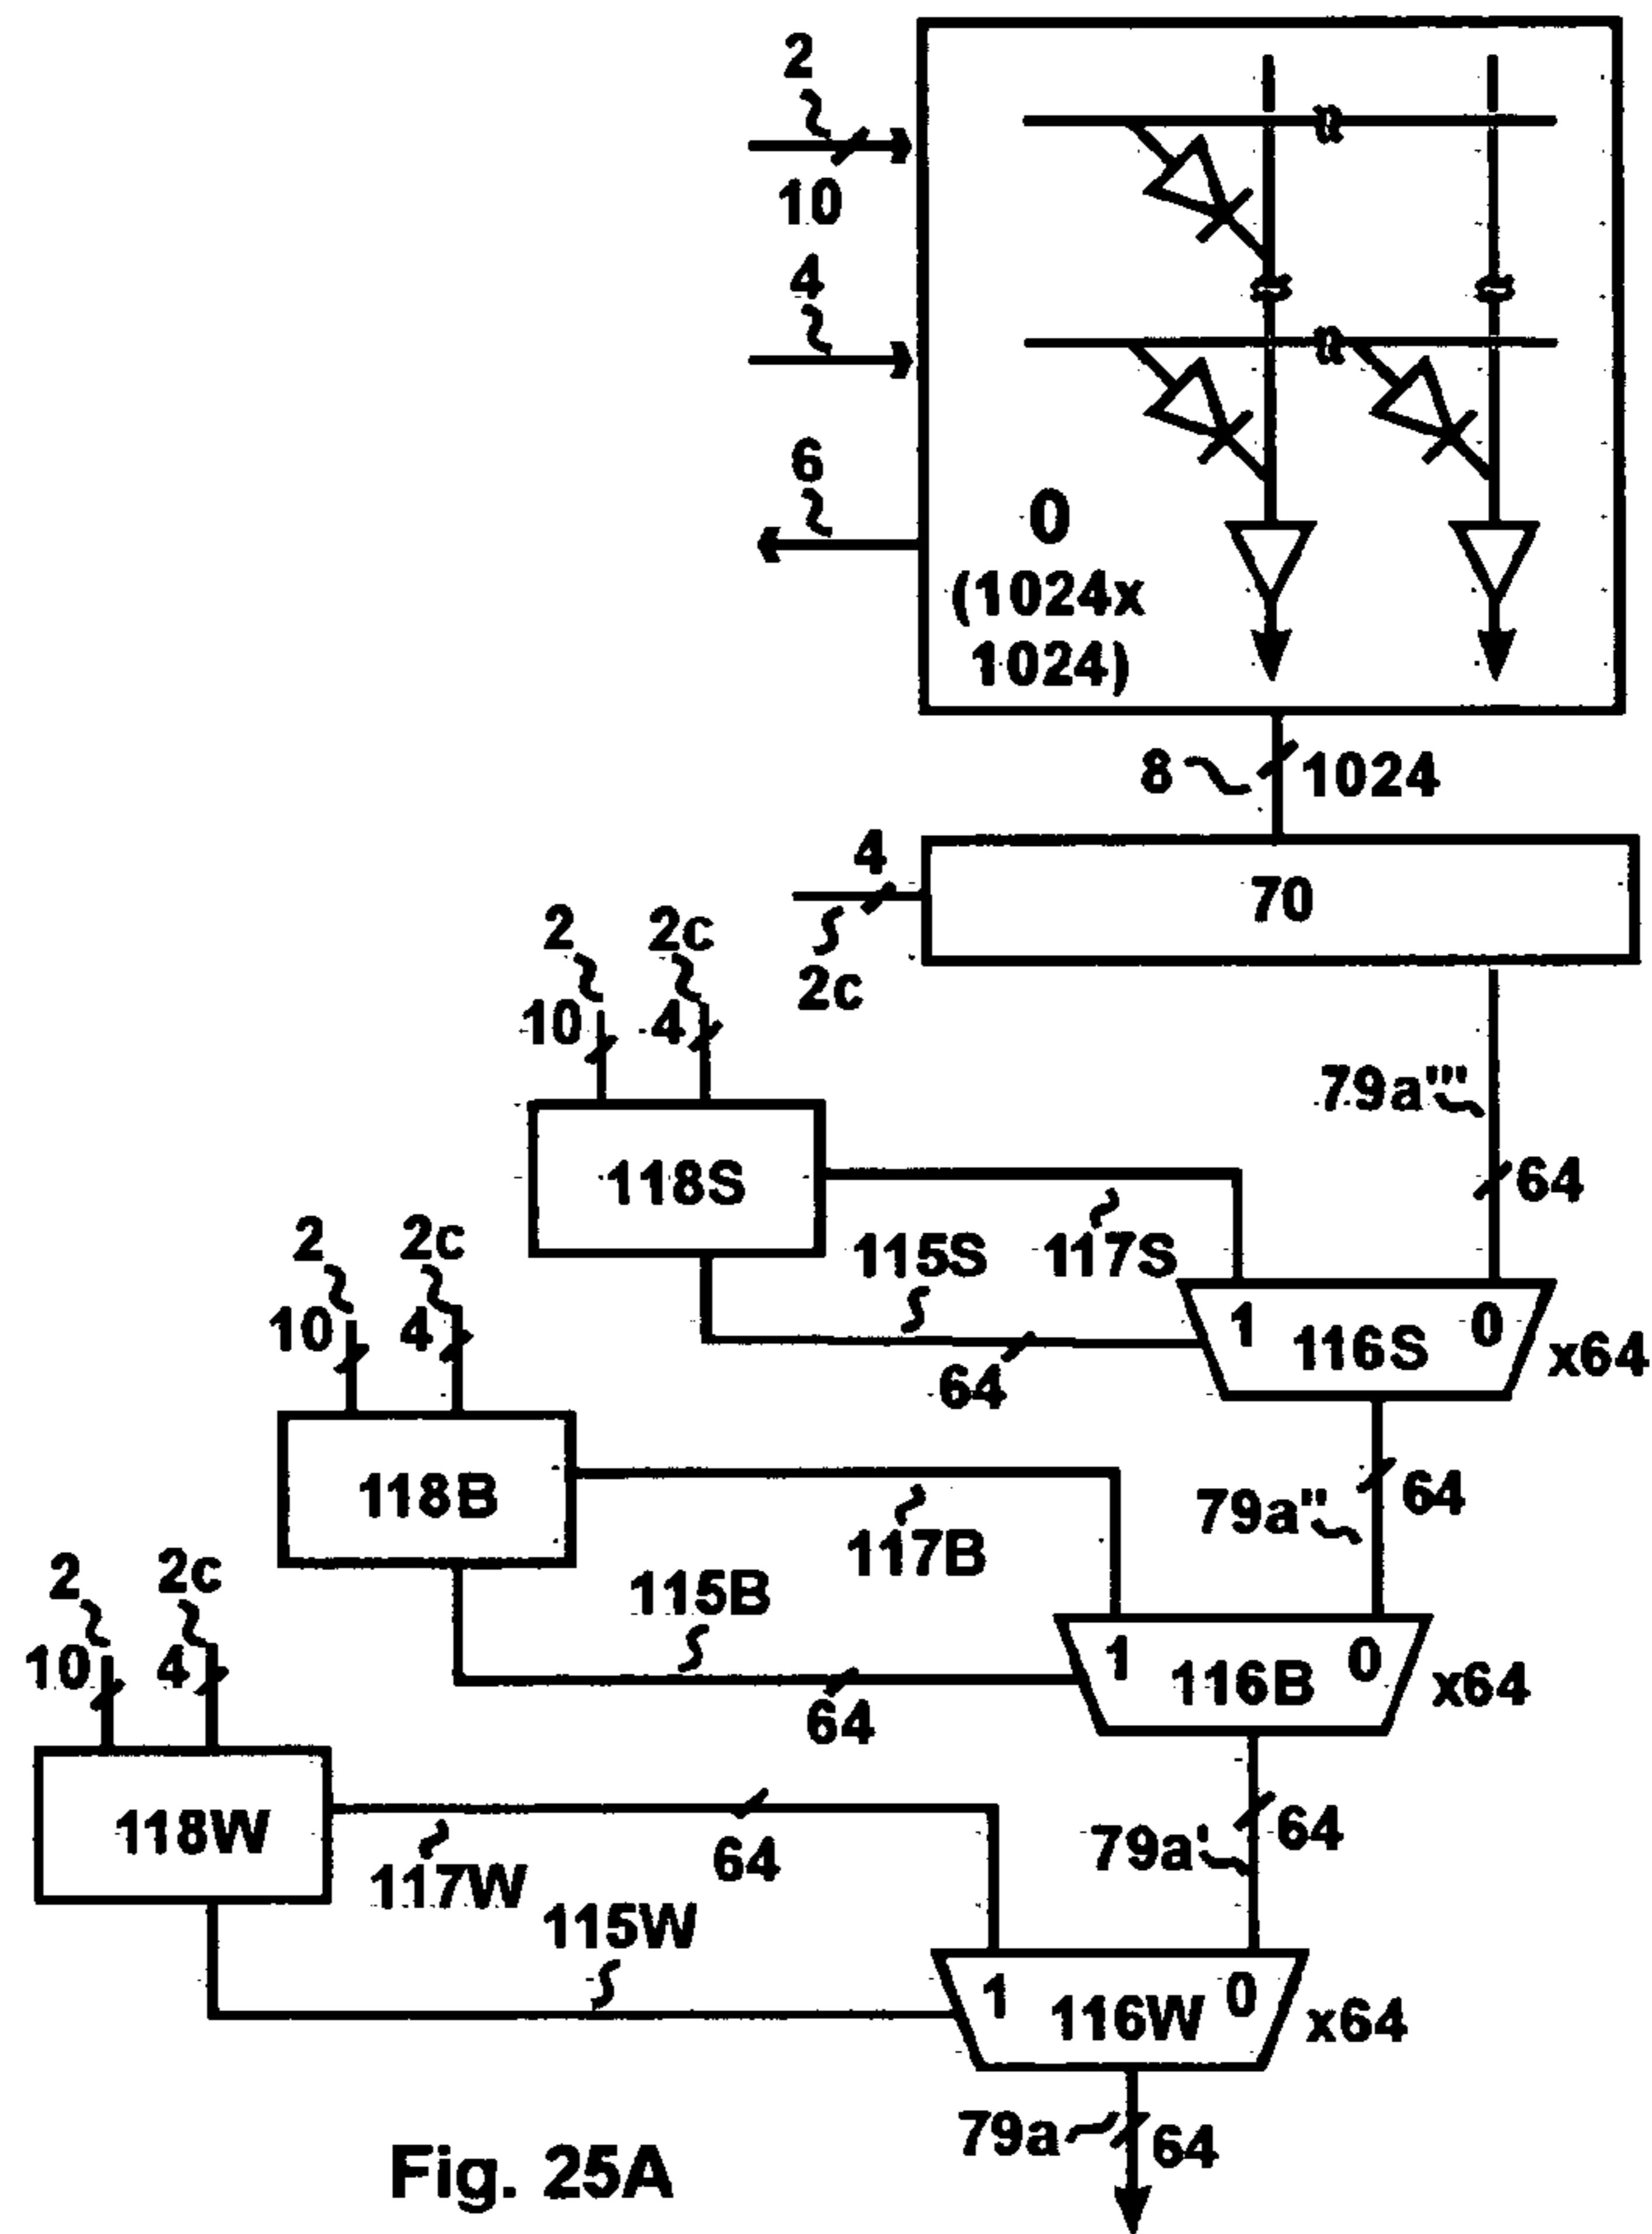 2
10
4
6
0
(1024x
1024)
8
1024
4
70
2c
2
2c
10
4
79a'''
118S
64
115S
117S
2
2c
10
4
1
116S
0
x64
64
118B
79a''
64
117B
115B
2
2c
10
4
1
116B
0
x64
64
118W
64
79a'
64
117W
115W
1
116W
0
x64
79a
64
Fig. 25A